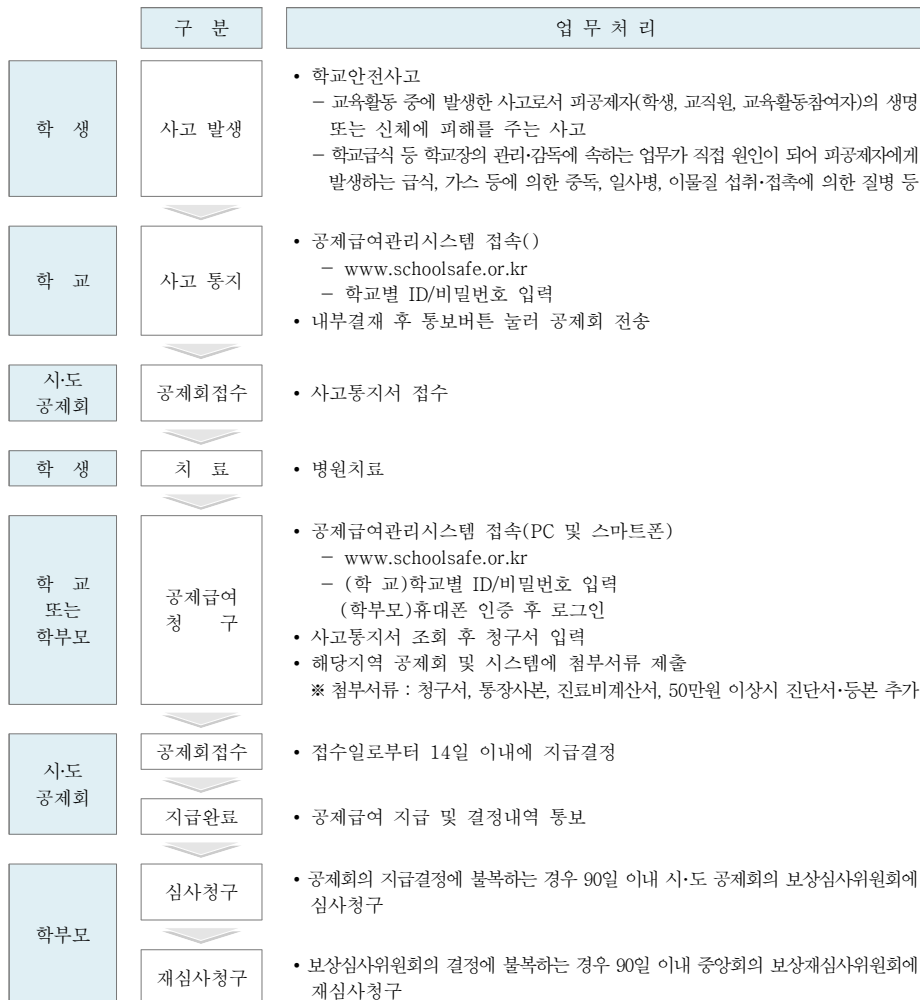 구 분
업 무 처 리
학 생
사고 발생
• 학교안전사고
− 교육활동 중에 발생한 사고로서 피공제자(학생, 교직원, 교육활동참여자)의 생명
또는 신체에 피해를 주는 사고
− 학교급식 등 학교장의 관리•감독에 속하는 업무가 직접 원인이 되어 피공제자에게
발생하는 급식, 가스 등에 의한 중독, 일사병, 이물질 섭취•접촉에 의한 질병 등
학 교
사고 통지
• 공제급여관리시스템 접속()
− www.schoolsafe.or.kr
− 학교별 ID/비밀번호 입력
• 내부결재 후 통보버튼 눌러 공제회 전송
시•도
공제회
공제회접수
• 사고통지서 접수
학 생
치 료
• 병원치료
학 교
또는
학부모
공제급여
청 구
• 공제급여관리시스템 접속(PC 및 스마트폰)
− www.schoolsafe.or.kr
− (학 교)학교별 ID/비밀번호 입력
(학부모)휴대폰 인증 후 로그인
• 사고통지서 조회 후 청구서 입력
• 해당지역 공제회 및 시스템에 첨부서류 제출
※ 첨부서류 : 청구서, 통장사본, 진료비계산서, 50만원 이상시 진단서•등본 추가
시•도
공제회
공제회접수
• 접수일로부터 14일 이내에 지급결정
지급완료
• 공제급여 지급 및 결정내역 통보
학부모
심사청구
• 공제회의 지급결정에 불복하는 경우 90일 이내 시•도 공제회의 보상심사위원회에
심사청구
재심사청구
• 보상심사위원회의 결정에 불복하는 경우 90일 이내 중앙회의 보상재심사위원회에
재심사청구